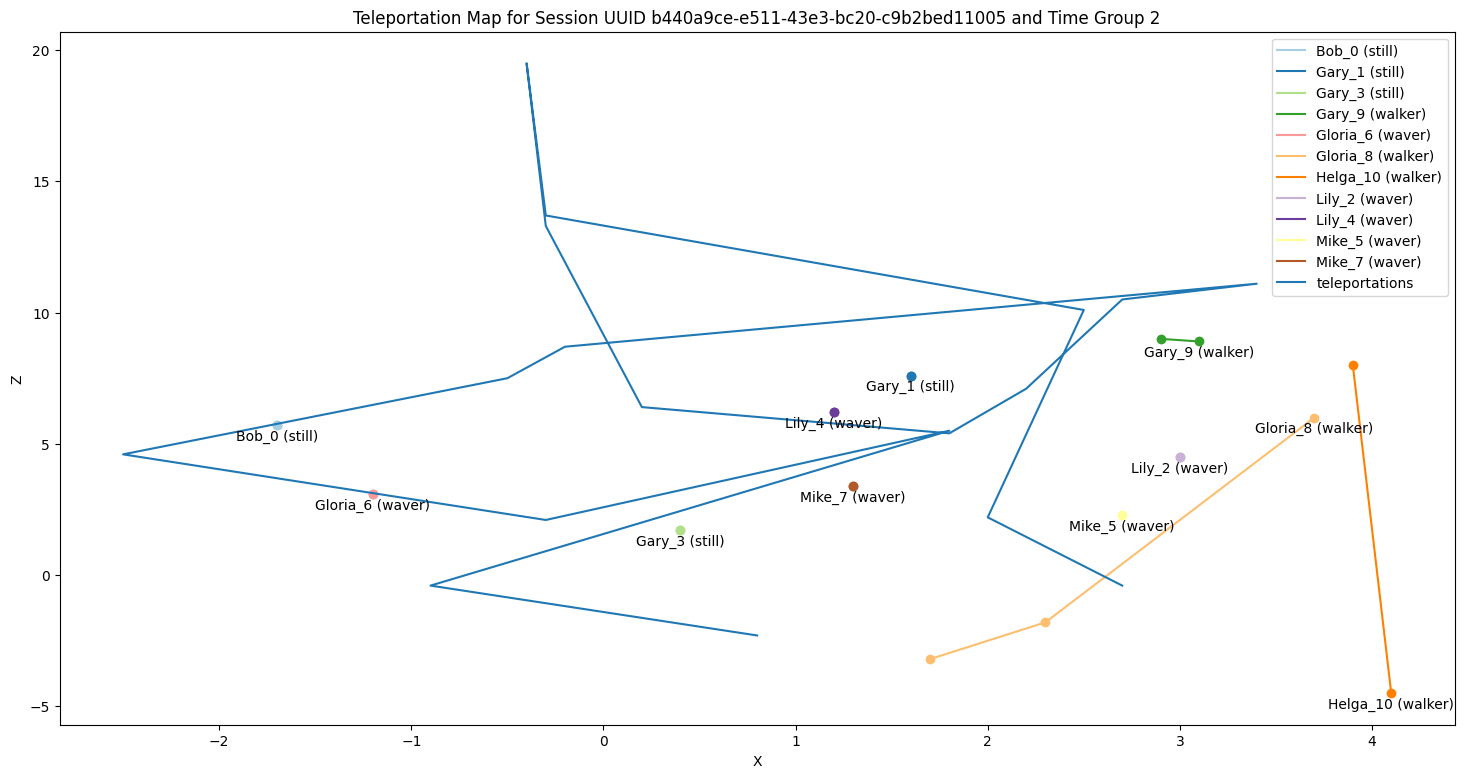 Teleportation Map for Session UUID b440a9ce-e511-43e3-bc20-c9b2bed11005 and Time Group 2
Z
20
15
10
5
0
−5
Bob_0 (still)
Gary_1 (still)
Gary_3 (still)
Gary_9 (walker)
Gloria_6 (waver)
Gloria_8 (walker)
Helga_10 (walker)
Lily_2 (waver)
Lily_4 (waver)
Mike_5 (waver)
Mike_7 (waver)
teleportations
Gary_9 (walker)
Gary_1 (still)
Lily_4 (waver)
Gloria_8 (walker)
Bob_0 (still)
Lily_2 (waver)
Mike_7 (waver)
Gloria_6 (waver)
Mike_5 (waver)
Gary_3 (still)
Helga_10 (walker)
−2 −1 0 1 2 3 4
X